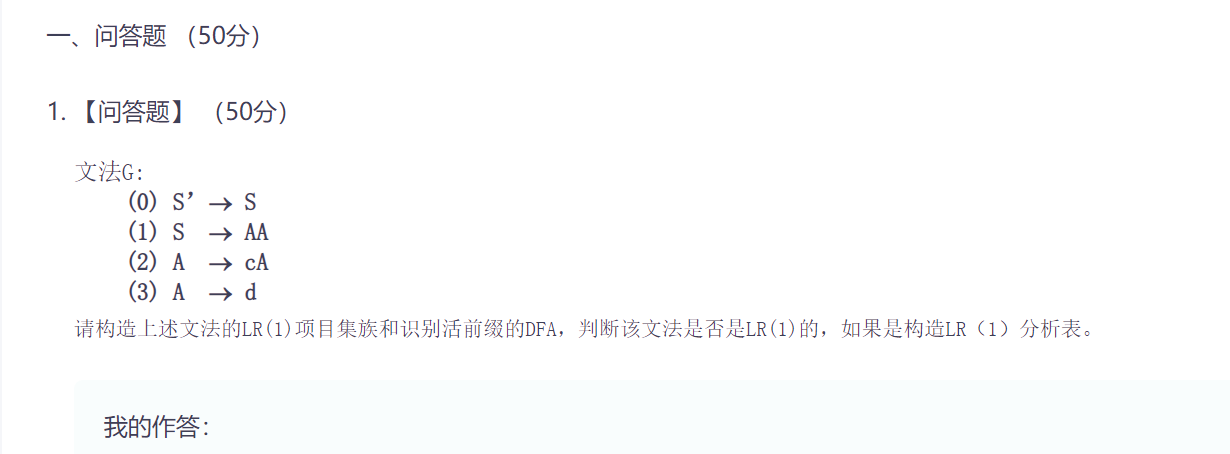 一、问答题 （50分）
1. 【问答题】 （50分）
文法G:
(0) S’ → S
(1) S → AA
(2) A → cA
(3) A → d
请构造上述文法的LR(1)项目集族和识别活前缀的DFA，判断该文法是否是LR(1)的，如果是构造LR（1）分析表。
我的作答：